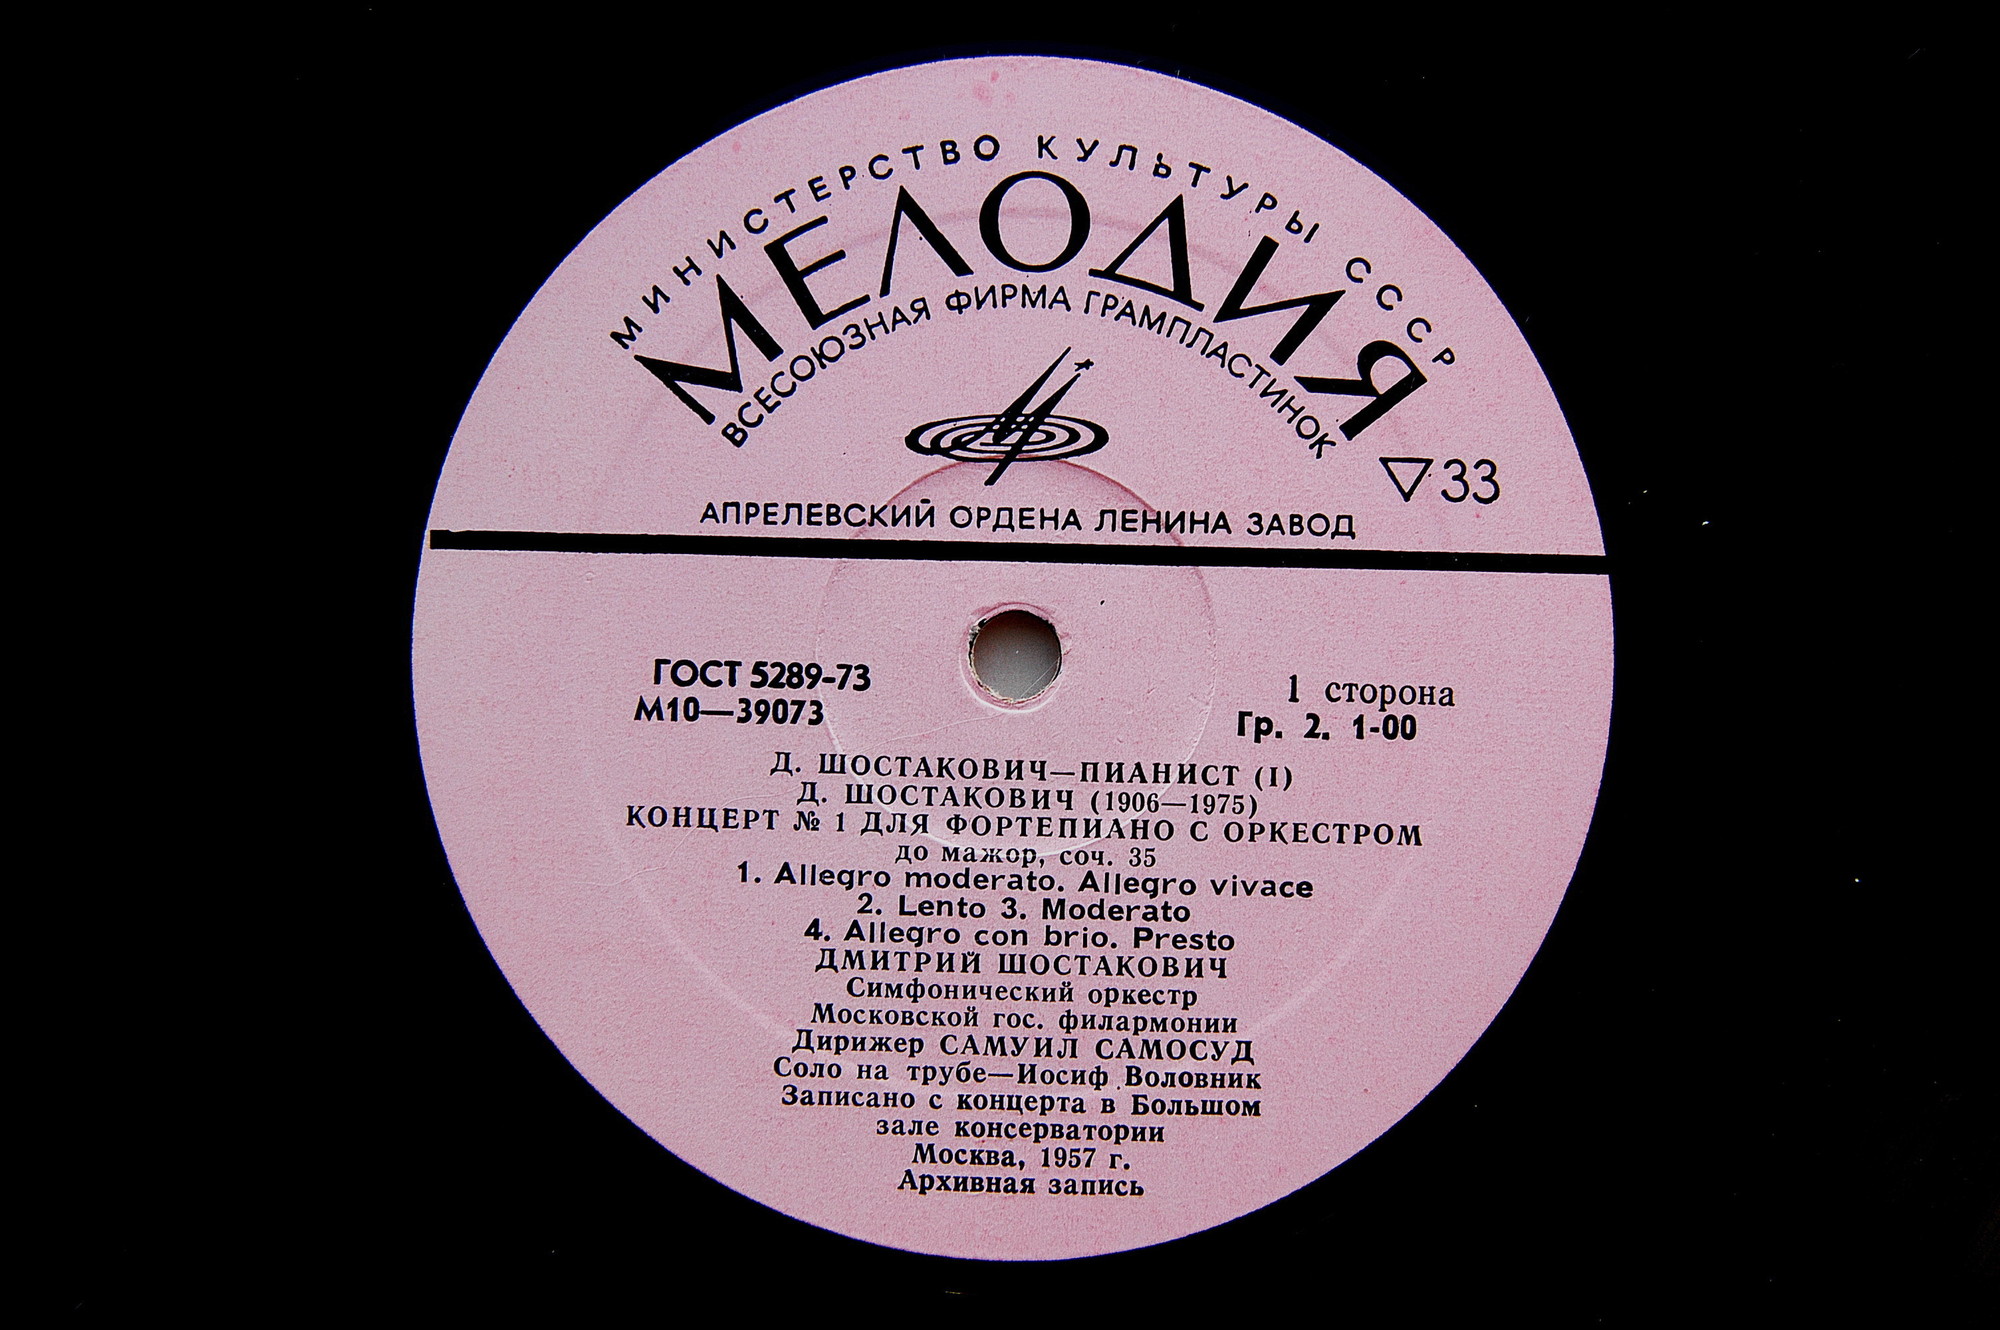 МИНИСТЕРСТВО КУЛЬТУРЫ СССР
МЕЛОДИЯ
ВСЕСОЮЗНАЯ ФИРМА ГРАМПЛАСТИНОК
▽33
АПРЕЛЕВСКИЙ ОРДЕНА ЛЕНИНА ЗАВОД
ГОСТ 5289-73
М10—39073
1 сторона
Гр. 2. 1-00
Д. ШОСТАКОВИЧ—ПИАНИСТ (I)
Д. ШОСТАКОВИЧ (1906—1975)
КОНЦЕРТ № 1 ДЛЯ ФОРТЕПИАНО С ОРКЕСТРОМ
до мажор, соч. 35
1. Allegro moderato. Allegro vivace
2. Lento 3. Moderato
4. Allegro con brio. Presto
ДМИТРИЙ ШОСТАКОВИЧ
Симфонический оркестр
Московской гос. филармонии
Дирижер САМУИЛ САМОСУД
Соло на трубе—Иосиф Воловник
Записано с концерта в Большом
зале консерватории
Москва, 1957 г.
Архивная запись